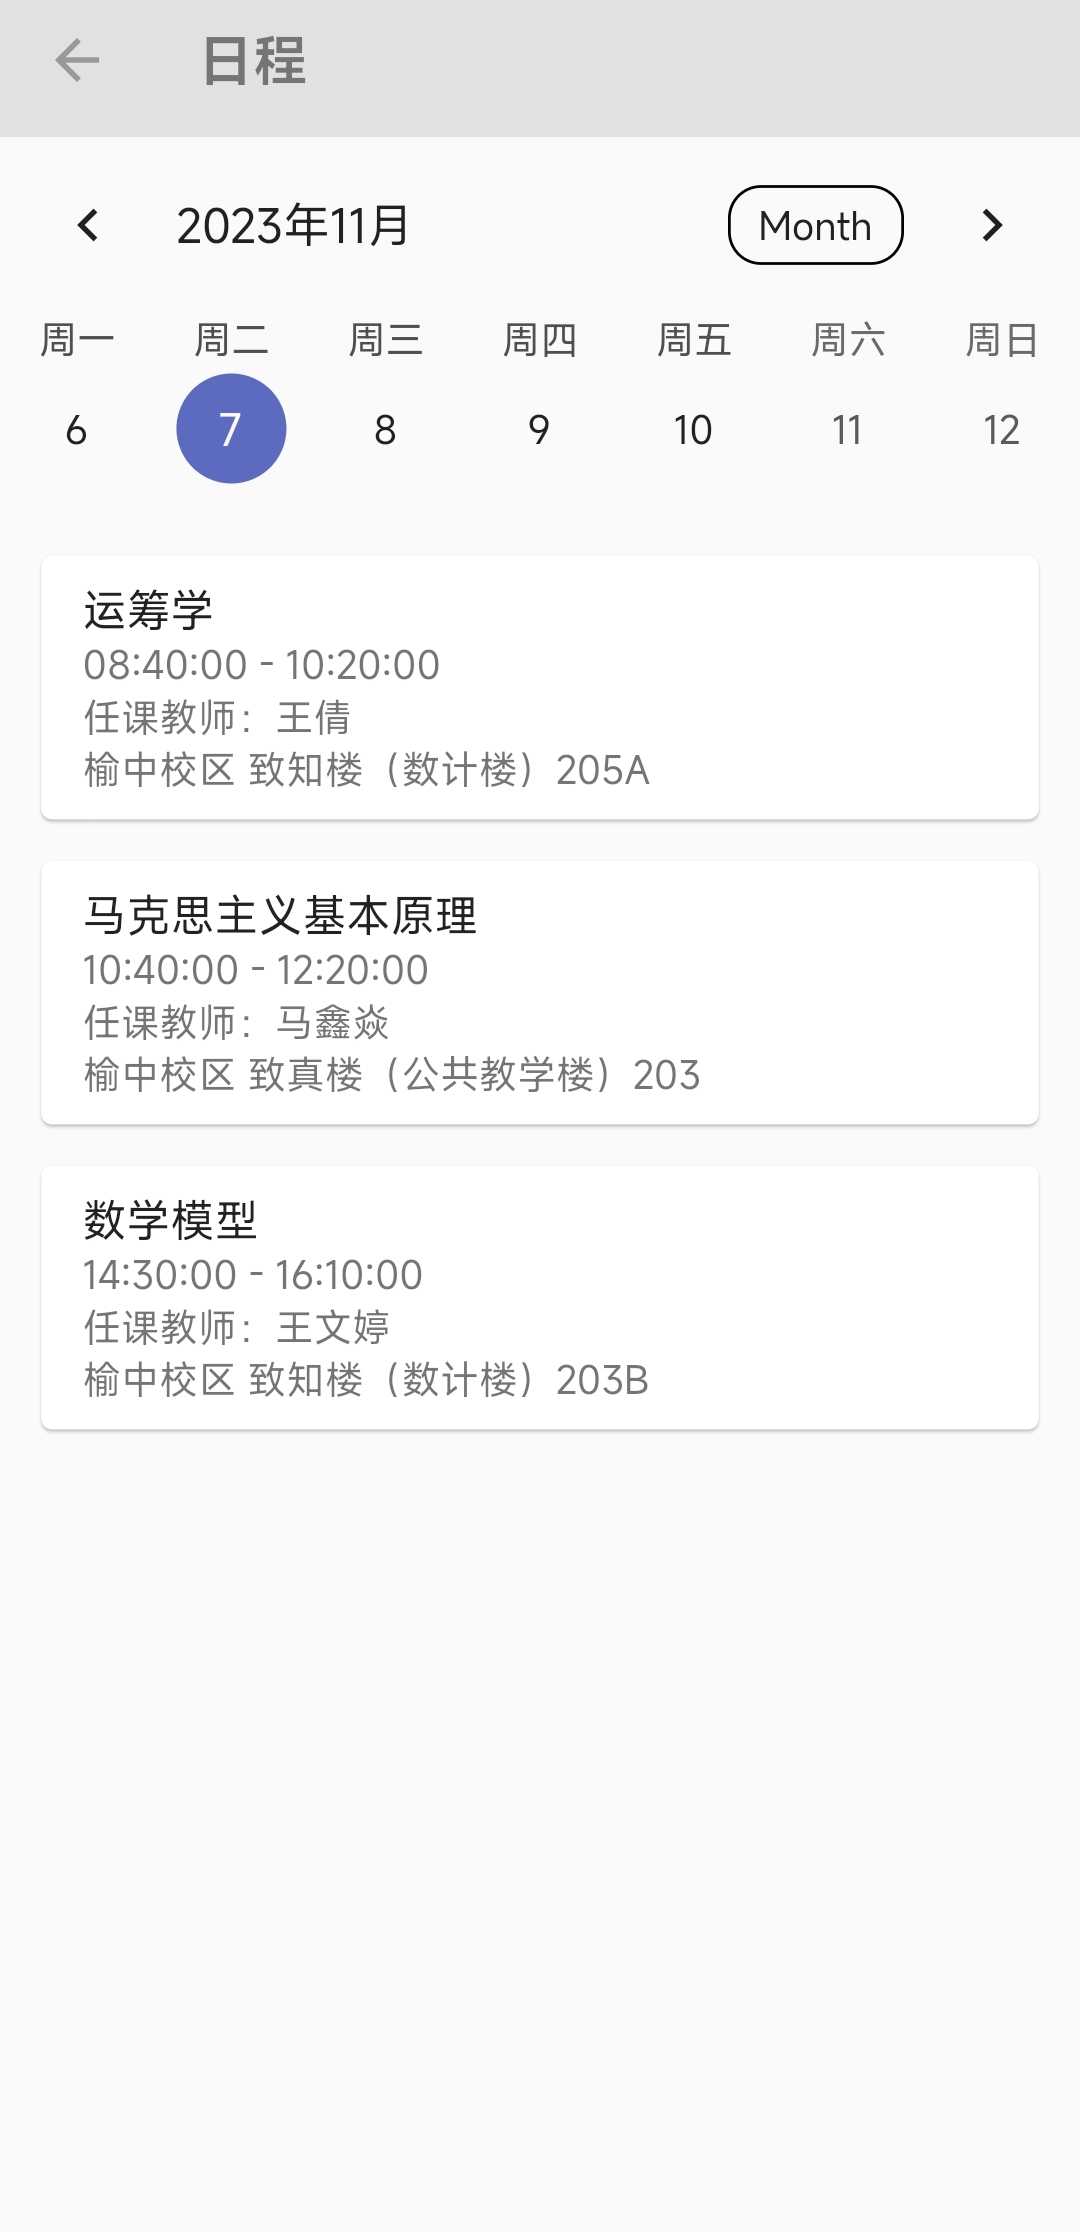 日程
2023年11月 Month
周一 周二 周三 周四 周五 周六 周日
6 7 8 9 10 11 12
运筹学
08:40:00 - 10:20:00
任课教师：王倩
榆中校区 致知楼（数计楼）205A
马克思主义基本原理
10:40:00 - 12:20:00
任课教师：马鑫焱
榆中校区 致真楼（公共教学楼）203
数学模型
14:30:00 - 16:10:00
任课教师：王文婷
榆中校区 致知楼（数计楼）203B